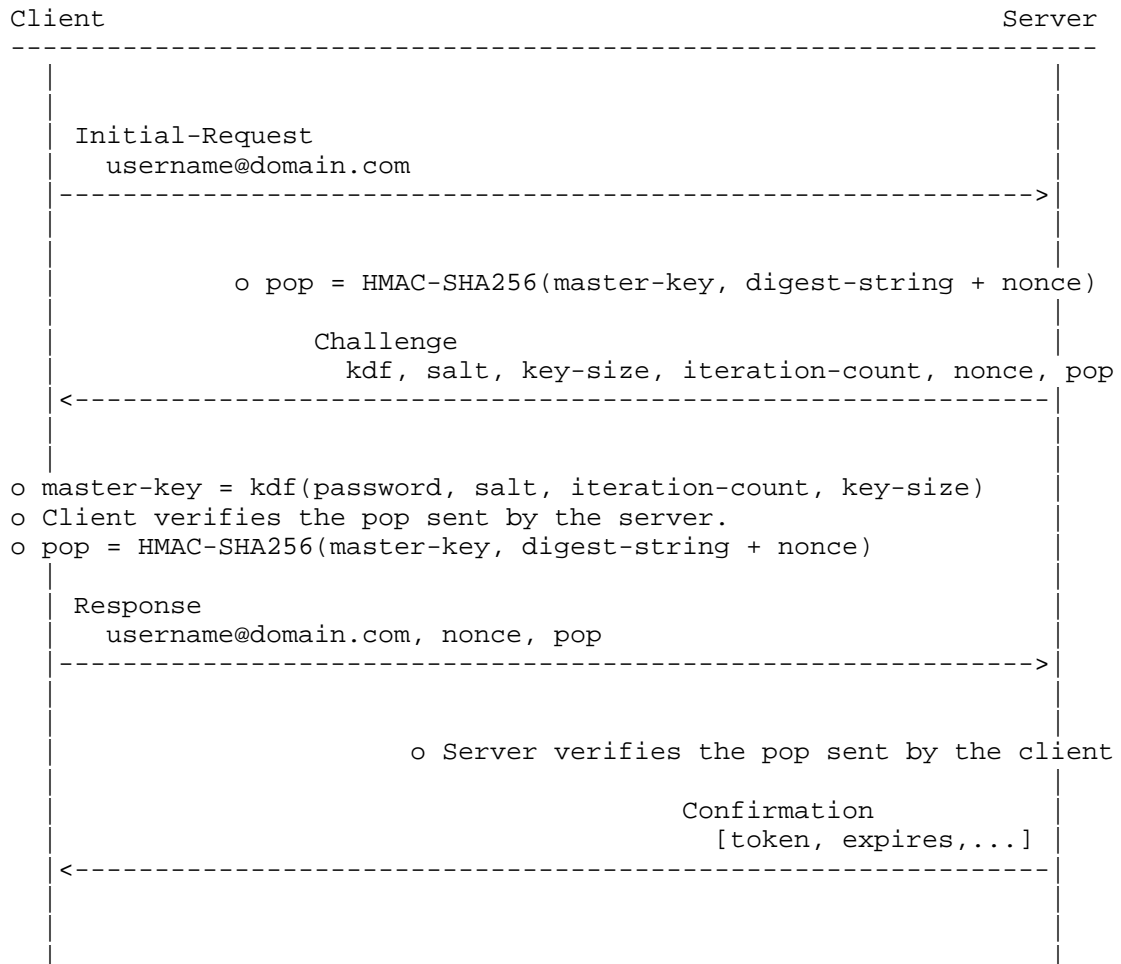 Client Server
Initial-Request
username@domain.com
o pop = HMAC-SHA256(master-key, digest-string + nonce)
Challenge
kdf, salt, key-size, iteration-count, nonce, pop
o master-key = kdf(password, salt, iteration-count, key-size)
o Client verifies the pop sent by the server.
o pop = HMAC-SHA256(master-key, digest-string + nonce)
Response
username@domain.com, nonce, pop
o Server verifies the pop sent by the client
Confirmation
[token, expires,...]